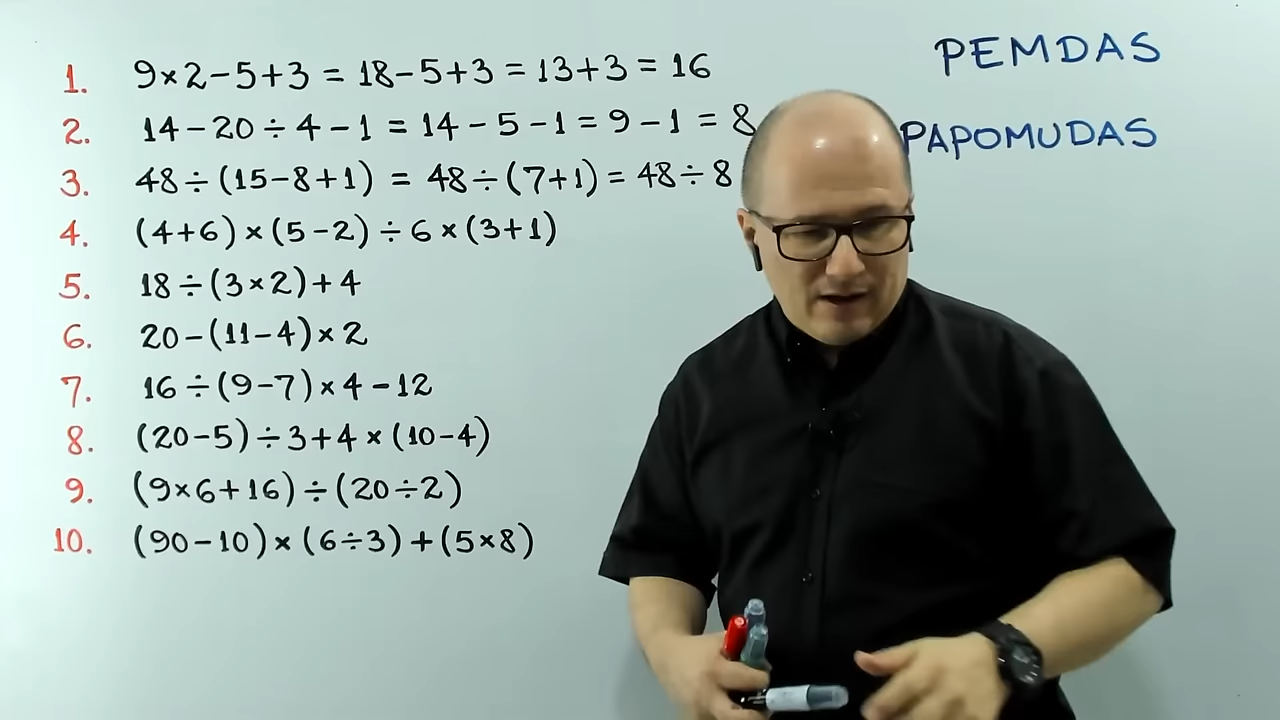 PEMDAS
PAPOMUDAS
1. 9×2-5+3 = 18-5+3 = 13+3 = 16
2. 14-20÷4-1 = 14-5-1 = 9-1 = 8
3. 48÷(15-8+1) = 48÷(7+1) = 48÷8
4. (4+6)×(5-2)÷6×(3+1)
5. 18÷(3×2)+4
6. 20-(11-4)×2
7. 16÷(9-7)×4-12
8. (20-5)÷3+4×(10-4)
9. (9×6+16)÷(20÷2)
10. (90-10)×(6÷3)+(5×8)